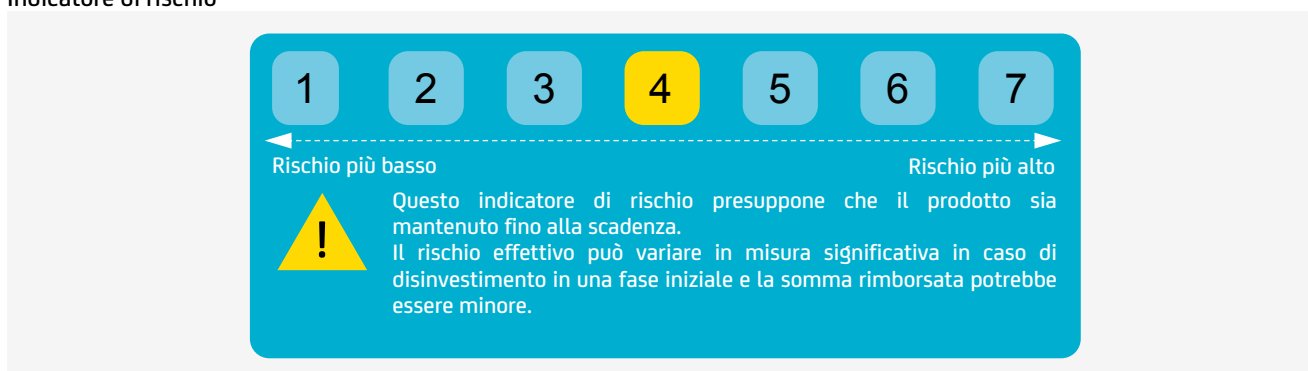 Indicatore di rischio
1 2 3 4 5 6 7
Rischio più basso Rischio più alto
Questo indicatore di rischio presuppone che il prodotto sia
mantenuto fino alla scadenza.
!
Il rischio effettivo può variare in misura significativa in caso di
disinvestimento in una fase iniziale e la somma rimborsata potrebbe
essere minore.